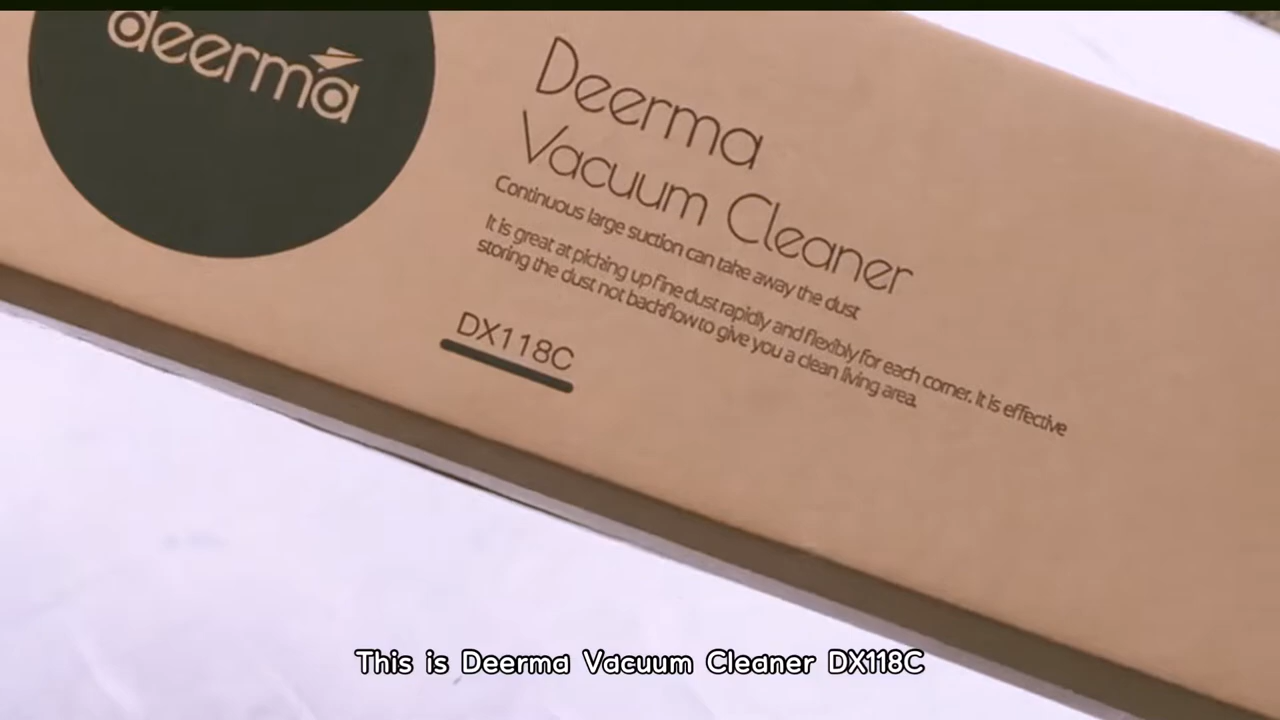 deerma
Deerma
Vacuum Cleaner
Continuous large suction can take away the dust
It is great at picking up fine dust rapidly and flexibly for each corner. It is effective
storing the dust not backflow to give you a clean living area.
DX118C
This is Deerma Vacuum Cleaner DX118C